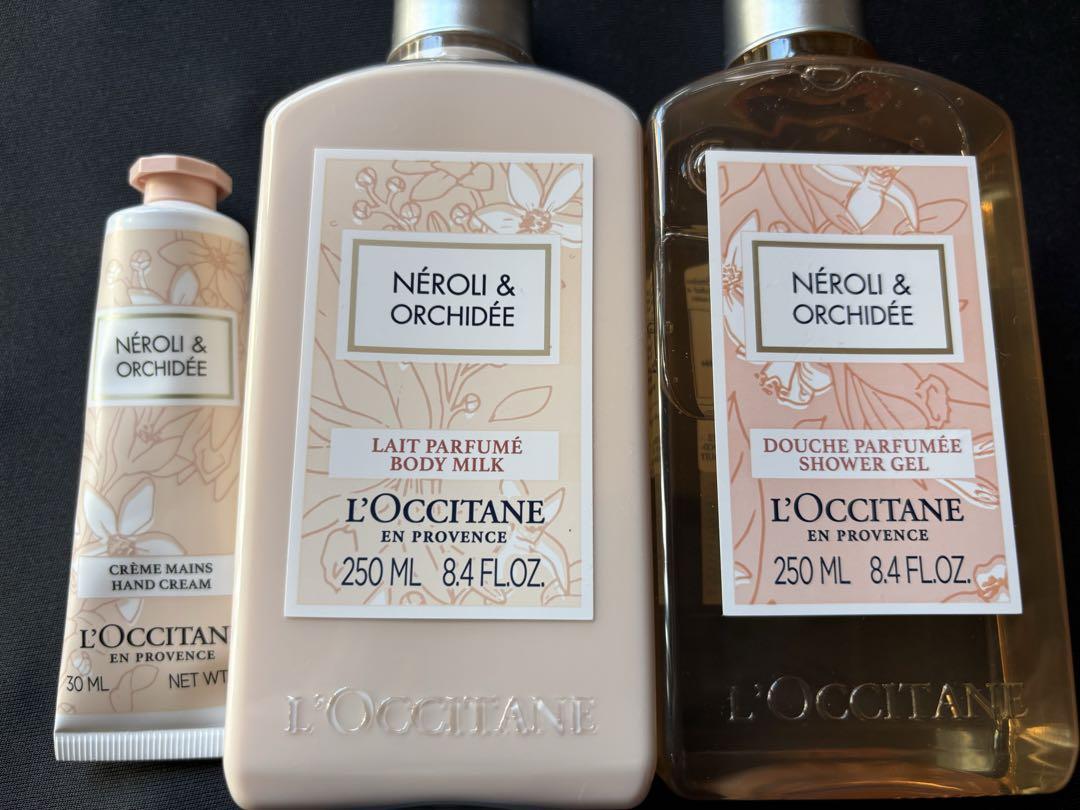 NÉROLI &
ORCHIDÉE
CRÈME MAINS
HAND CREAM
L'OCCITAN
EN PROVENCE
30 ML NET WT
NÉROLI &
ORCHIDÉE
LAIT PARFUMÉ
BODY MILK
L'OCCITANE
EN PROVENCE
250 ML 8.4 FL.OZ.
L'OCCITANE
NÉROLI &
ORCHIDÉE
DOUCHE PARFUMÉE
SHOWER GEL
L'OCCITANE
EN PROVENCE
250 ML 8.4 FL.OZ.
L'OCCITANE